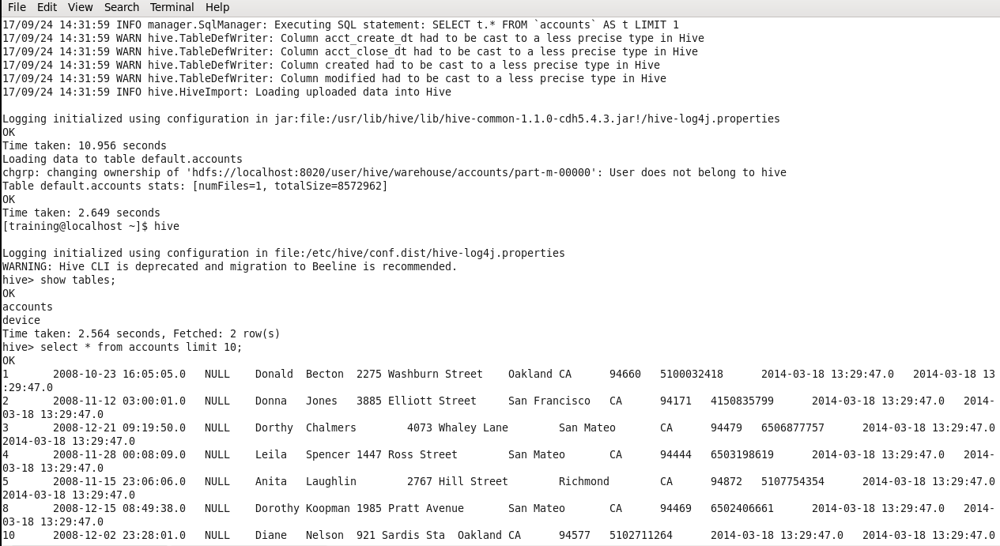 File Edit View Search Terminal Help
17/09/24 14:31:59 INFO manager.SqlManager: Executing SQL statement: SELECT t.* FROM `accounts` AS t LIMIT 1
17/09/24 14:31:59 WARN hive.TableDefWriter: Column acct_create_dt had to be cast to a less precise type in Hive
17/09/24 14:31:59 WARN hive.TableDefWriter: Column acct_close_dt had to be cast to a less precise type in Hive
17/09/24 14:31:59 WARN hive.TableDefWriter: Column created had to be cast to a less precise type in Hive
17/09/24 14:31:59 WARN hive.TableDefWriter: Column modified had to be cast to a less precise type in Hive
17/09/24 14:31:59 INFO hive.HiveImport: Loading uploaded data into Hive
Logging initialized using configuration in jar:file:/usr/lib/hive/lib/hive-common-1.1.0-cdh5.4.3.jar!/hive-log4j.properties
OK
Time taken: 10.956 seconds
Loading data to table default.accounts
chgrp: changing ownership of 'hdfs://localhost:8020/user/hive/warehouse/accounts/part-m-00000': User does not belong to hive
Table default.accounts stats: [numFiles=1, totalSize=8572962]
OK
Time taken: 2.649 seconds
[training@localhost ~]$ hive
Logging initialized using configuration in file:/etc/hive/conf.dist/hive-log4j.properties
WARNING: Hive CLI is deprecated and migration to Beeline is recommended.
hive> show tables;
OK
accounts
device
Time taken: 2.564 seconds, Fetched: 2 row(s)
hive> select * from accounts limit 10;
OK
1 2008-10-23 16:05:05.0 NULL Donald Becton 2275 Washburn Street Oakland CA 94660 5100032418 2014-03-18 13:29:47.0 2014-03-18 13
:29:47.0
2 2008-11-12 03:00:01.0 NULL Donna Jones 3885 Elliott Street San Francisco CA 94171 4150835799 2014-03-18 13:29:47.0 2014-
03-18 13:29:47.0
3 2008-12-21 09:19:50.0 NULL Dorthy Chalmers 4073 Whaley Lane San Mateo CA 94479 6506877757 2014-03-18 13:29:47.0
2014-03-18 13:29:47.0
4 2008-11-28 00:08:09.0 NULL Leila Spencer 1447 Ross Street San Mateo CA 94444 6503198619 2014-03-18 13:29:47.0 2014-
03-18 13:29:47.0
5 2008-11-15 23:06:06.0 NULL Anita Laughlin 2767 Hill Street Richmond CA 94872 5107754354 2014-03-18 13:29:47.0
2014-03-18 13:29:47.0
8 2008-12-15 08:49:38.0 NULL Dorothy Koopman 1985 Pratt Avenue San Mateo CA 94469 6502406661 2014-03-18 13:29:47.0 2014-
03-18 13:29:47.0
10 2008-12-02 23:28:01.0 NULL Diane Nelson 921 Sardis Sta Oakland CA 94577 5102711264 2014-03-18 13:29:47.0 2014-03-18 13:29:47.0